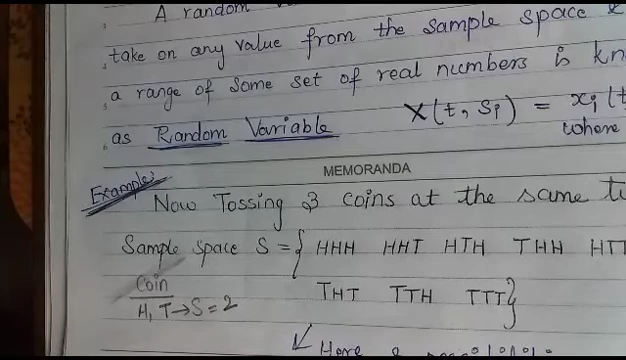 A random
take on any value from the sample space &
a range of some set of real numbers is kn
as Random Variable X(t, Si) = xi (t
where
MEMORANDA
Example:
Now Tossing 3 coins at the same ti
Sample space S = { HHH HHT HTH THH HTT
Coin THT TTH TTT}
H, T → S = 2
Here